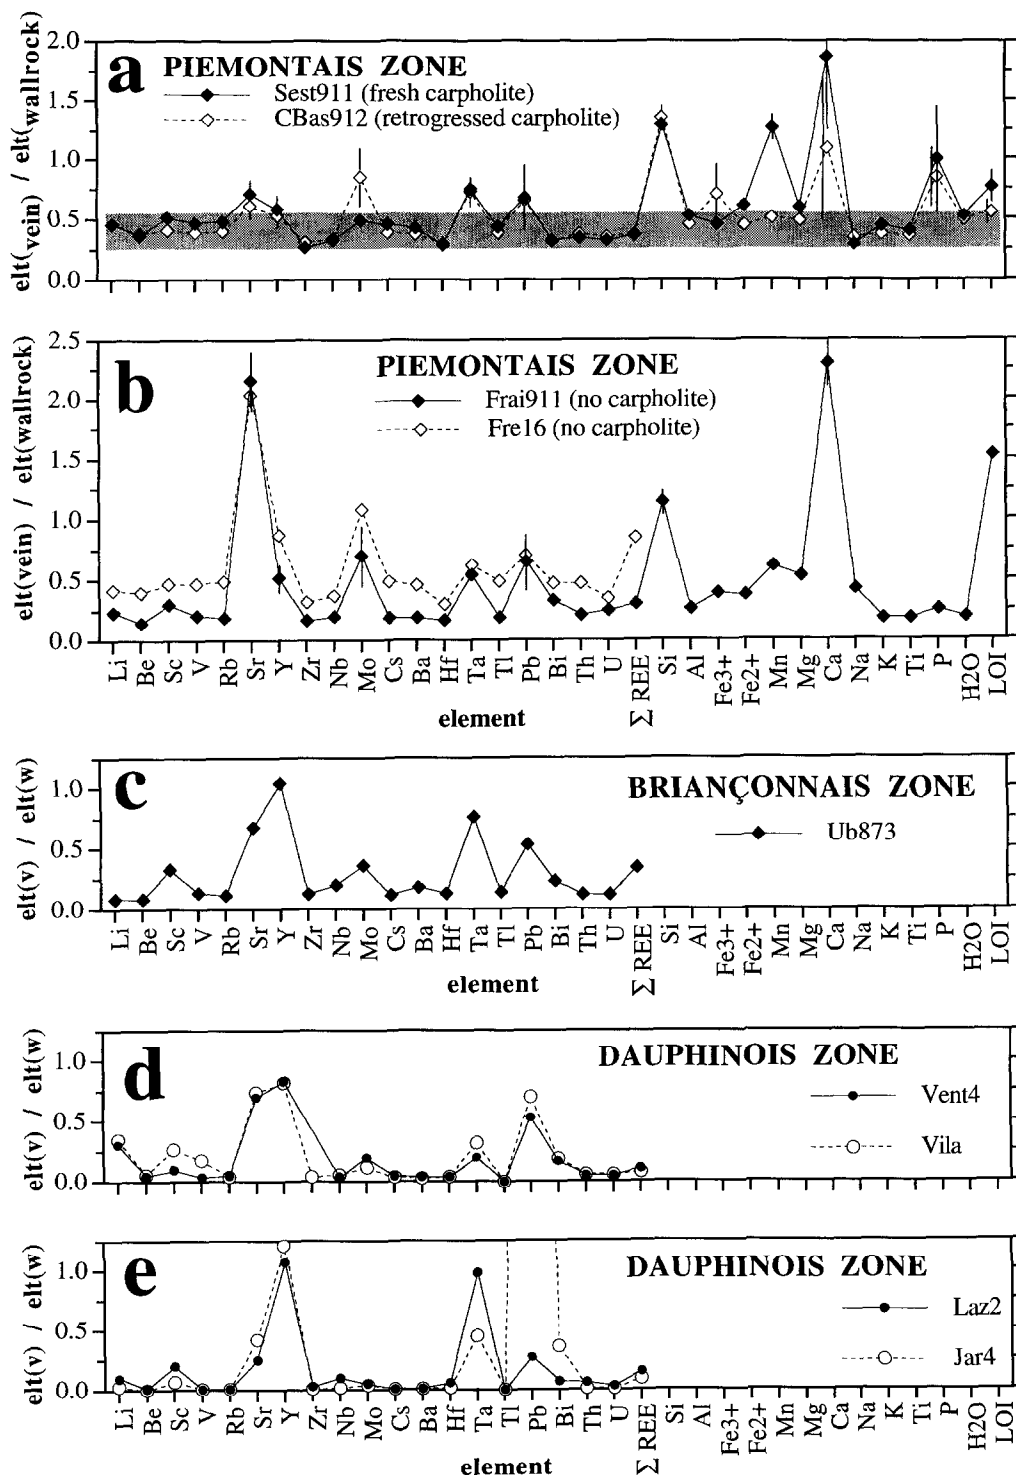 a PIEMONTAIS ZONE
Sest911 (fresh carpholite)
CBas912 (retrogressed carpholite)
elt(vein) / elt(wallrock)
2.0
1.5
1.0
0.5
0.0
b PIEMONTAIS ZONE
Frai911 (no carpholite)
Fre16 (no carpholite)
elt(vein) / elt(wallrock)
2.5
2.0
1.5
1.0
0.5
0.0
Li Be Sc V Rb Sr Y Zr Nb Mo Cs Ba Hf Ta Tl Pb Bi Th U Σ REE Si Al Fe3+ Fe2+ Mn Mg Ca Na K Ti P H2O LOI
element
c BRIANÇONNAIS ZONE
Ub873
elt(v) / elt(w)
1.0
0.5
0.0
Li Be Sc V Rb Sr Y Zr Nb Mo Cs Ba Hf Ta Tl Pb Bi Th U Σ REE Si Al Fe3+ Fe2+ Mn Mg Ca Na K Ti P H2O LOI
element
d DAUPHINOIS ZONE
Vent4
Vila
elt(v) / elt(w)
1.0
0.5
0.0
e DAUPHINOIS ZONE
Laz2
Jar4
elt(v) / elt(w)
1.0
0.5
0.0
Li Be Sc V Rb Sr Y Zr Nb Mo Cs Ba Hf Ta Tl Pb Bi Th U Σ REE Si Al Fe3+ Fe2+ Mn Mg Ca Na K Ti P H2O LOI
element